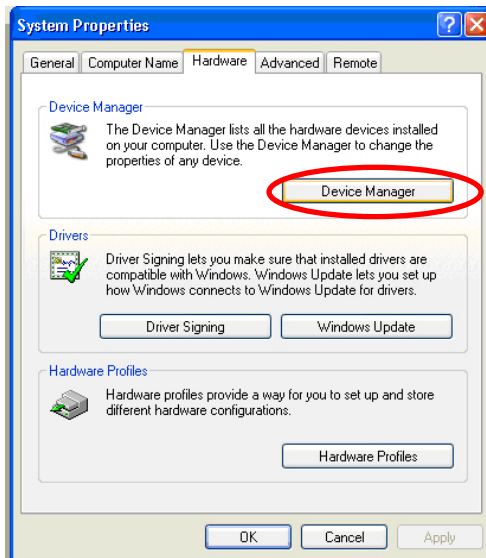 System Properties
General Computer Name Hardware Advanced Remote
Device Manager
The Device Manager lists all the hardware devices installed
on your computer. Use the Device Manager to change the
properties of any device.
Device Manager
Drivers
Driver Signing lets you make sure that installed drivers are
compatible with Windows. Windows Update lets you set up
how Windows connects to Windows Update for drivers.
Driver Signing Windows Update
Hardware Profiles
Hardware profiles provide a way for you to set up and store
different hardware configurations.
Hardware Profiles
OK Cancel Apply